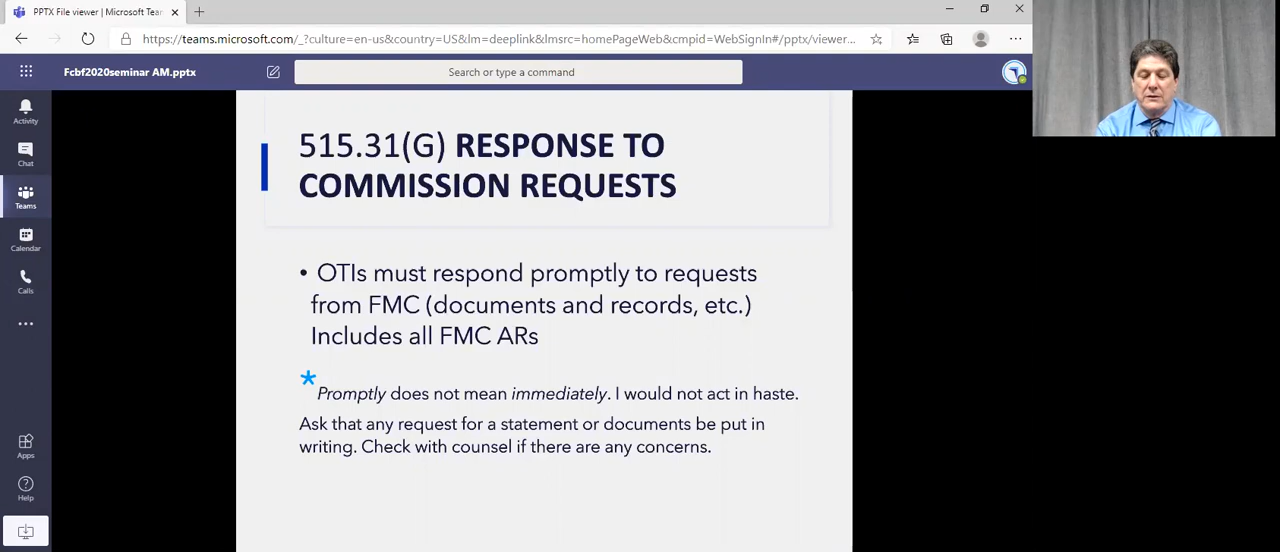 PPTX File viewer | Microsoft Tea
https://teams.microsoft.com/_?culture=en-us&country=US&lm=deeplink&lmsrc=homePageWeb&cmpid=WebSignIn#/pptx/viewer...
Fcbf2020seminar AM.pptx
Search or type a command
Activity
Chat
Teams
Calendar
Calls
Apps
Help
515.31(G) RESPONSE TO
COMMISSION REQUESTS
• OTIs must respond promptly to requests
from FMC (documents and records, etc.)
Includes all FMC ARs
* Promptly does not mean immediately. I would not act in haste.
Ask that any request for a statement or documents be put in
writing. Check with counsel if there are any concerns.